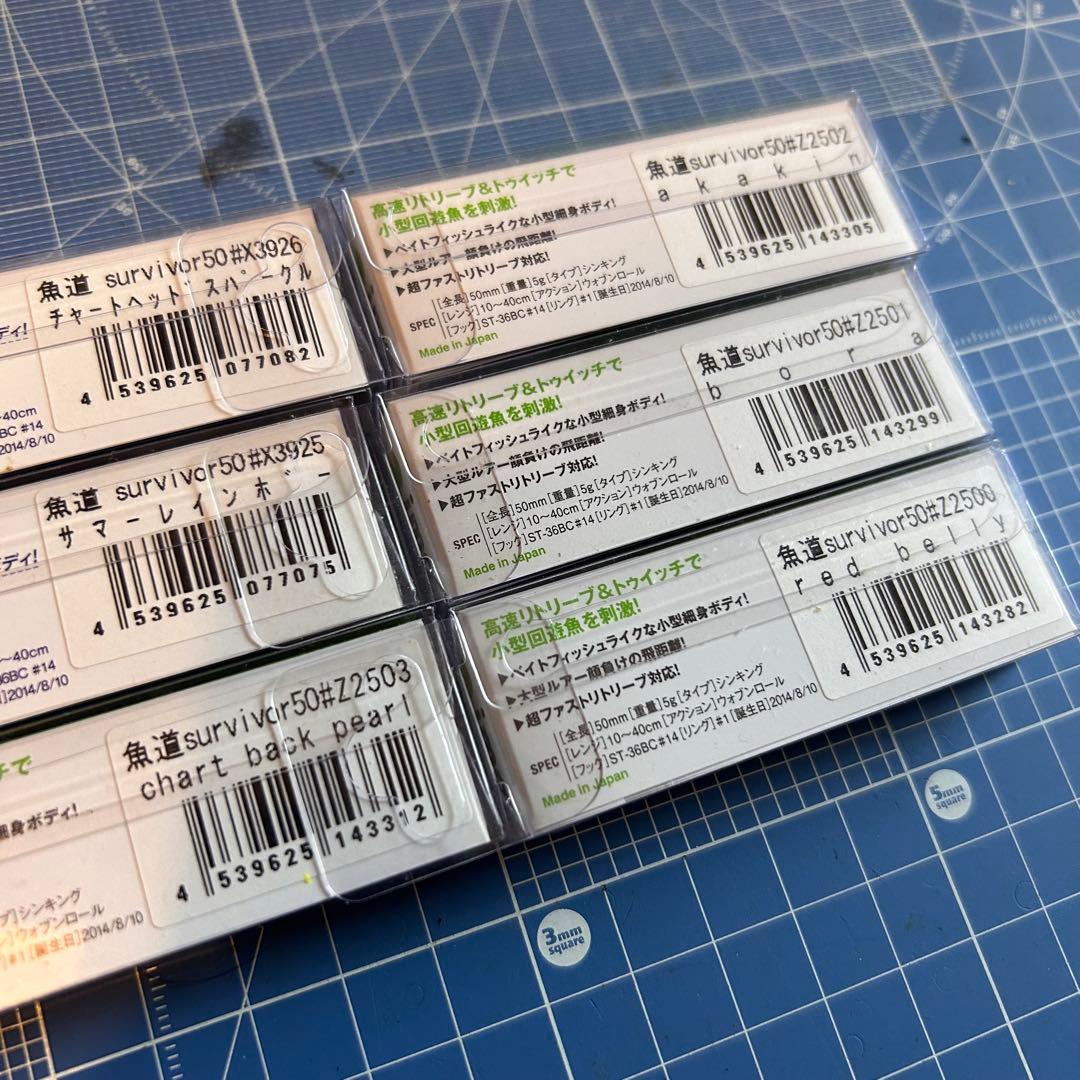 魚道 survivor50#X3926
チャートヘッドスパークル
4 539625 077082
ボディ!
~40cm
BC #14
2014/8/10
魚道 survivor50#X3925
サマーレインボー
4 539625 077075
ボディ!
~40cm
-36BC #14
]2014/8/10
魚道survivor50#Z2503
chart back pearl
4 539625 143312
チで
細身ボディ!
プ]シンキング
]ウォブンロール
#1[誕生日]2014/8/10
高速リトリーブ&トゥイッチで
小型回遊魚を刺激!
▶ベイトフィッシュライクな小型細身ボディ!
▶大型ルアー顔負けの飛距離!
▶超ファストリトリーブ対応!
SPEC
[全長]50mm[重量]5g[タイプ]シンキング
[レンジ]10~40cm[アクション]ウォブンロール
[フック]ST-36BC#14[リング]#1[誕生日]2014/8/10
Made in Japan
魚道survivor50#Z2502
akakin
4 539625 143305
高速リトリーブ&トゥイッチで
小型回遊魚を刺激!
▶ベイトフィッシュライクな小型細身ボディ!
▶大型ルアー顔負けの飛距離!
▶超ファストリトリーブ対応!
SPEC
[全長]50mm[重量]5g[タイプ]シンキング
[レンジ]10~40cm[アクション]ウォブンロール
[フック]ST-36BC#14[リング]#1[誕生日]2014/8/10
Made in Japan
魚道survivor50#Z2501
bora
4 539625 143299
高速リトリーブ&トゥイッチで
小型回遊魚を刺激!
▶ベイトフィッシュライクな小型細身ボディ!
▶大型ルアー顔負けの飛距離!
▶超ファストリトリーブ対応!
SPEC
[全長]50mm[重量]5g[タイプ]シンキング
[レンジ]10~40cm[アクション]ウォブンロール
[フック]ST-36BC#14[リング]#1[誕生日]2014/8/10
Made in Japan
魚道survivor50#Z2500
red belly
4 539625 143282
5mm
square
3mm
square